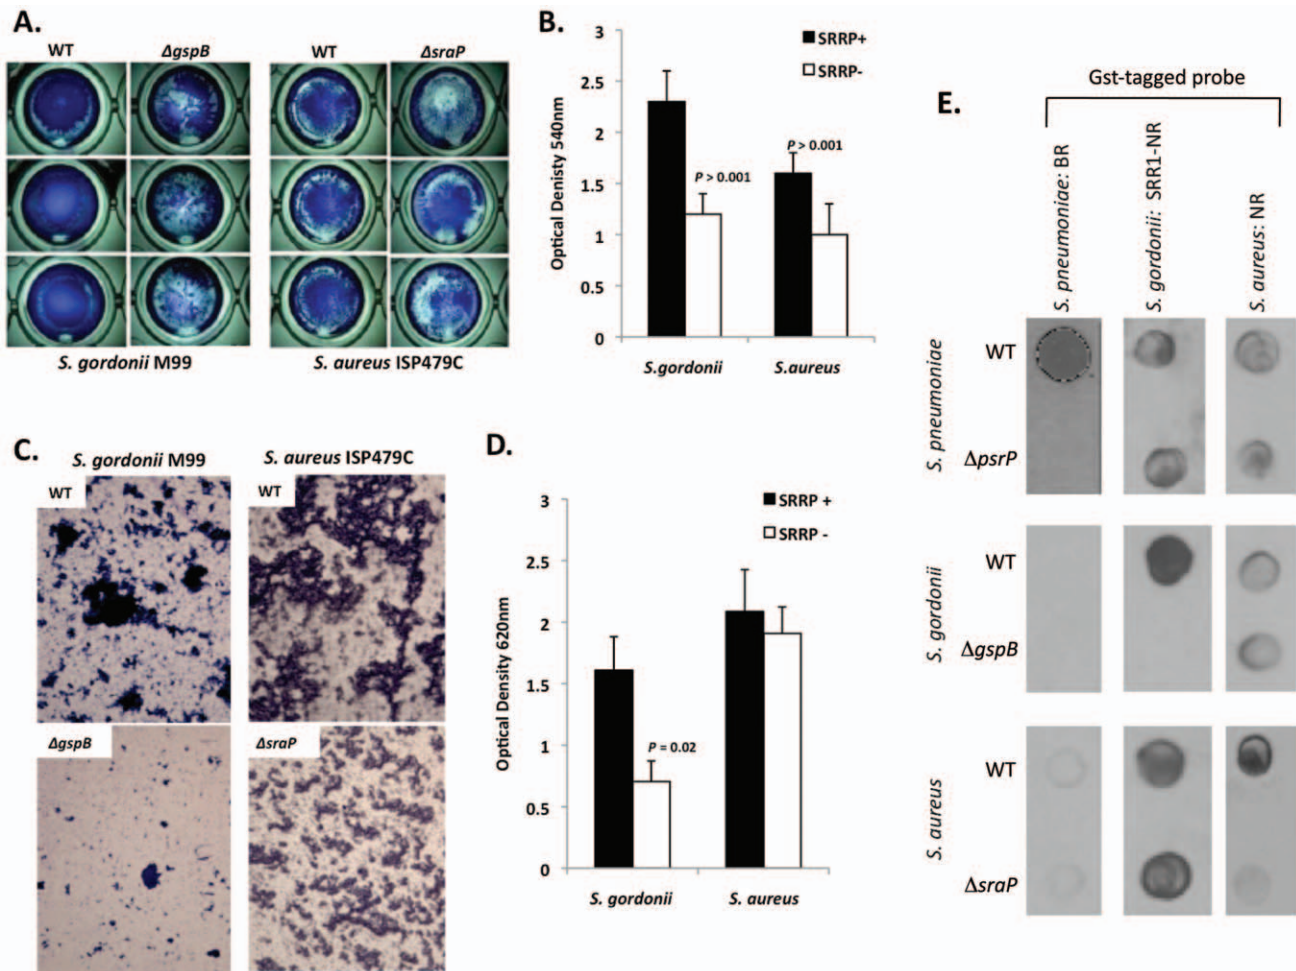 A.
WT ΔgspB WT ΔsraP
S. gordonii M99 S. aureus ISP479C
B.
3
2.5
2
1.5
1
0.5
0
Optical Denisty 540nm
SRRP+
SRRP-
P > 0.001
P > 0.001
S.gordonii S.aureus
C.
S. gordonii M99 S. aureus ISP479C
WT WT
ΔgspB ΔsraP
D.
3
2.5
2
1.5
1
0.5
0
Optical Density 620nm
SRRP +
SRRP -
P = 0.02
S. gordonii S. aureus
E.
Gst-tagged probe
S. pneumoniae: BR
S. gordonii: SRR1-NR
S. aureus: NR
S. pneumoniae
WT
ΔpsrP
S. gordonii
WT
ΔgspB
S. aureus
WT
ΔsraP